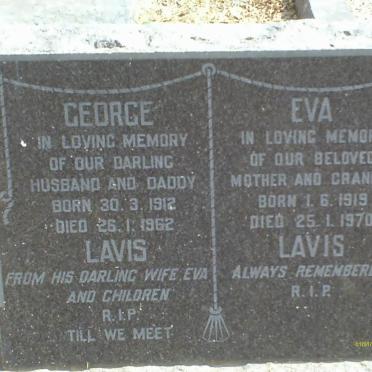 GEORGE
IN LOVING MEMORY
OF OUR DARLING
HUSBAND AND DADDY
BORN 30.3.1912
DIED 26.1.1962
LAVIS
FROM HIS DARLING WIFE EVA
AND CHILDREN
R.I.P.
TILL WE MEET
EVA
IN LOVING MEMO
OF OUR BELOVED
MOTHER AND GRAN
BORN 1.6.1919
DIED 25.1.1970
LAVIS
ALWAYS REMEMBERE
R.I.P.